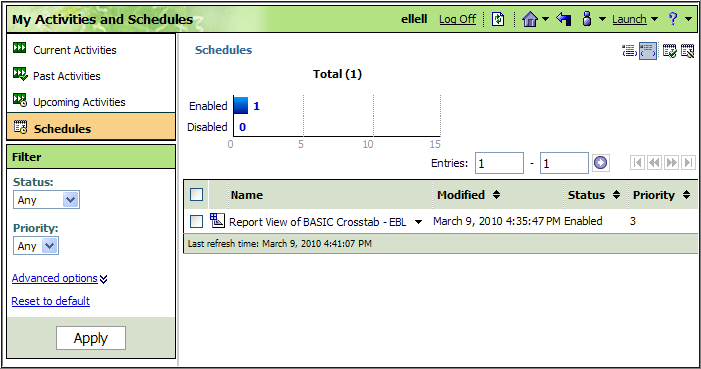 My Activities and Schedules
ellell Log Off Launch ?
Current Activities
Past Activities
Upcoming Activities
Schedules
Filter
Status:
Any
Priority:
Any
Advanced options
Reset to default
Apply
Schedules
Total (1)
Enabled 1
Disabled 0
0 5 10 15
Entries: 1 - 1
Name Modified Status Priority
Report View of BASIC Crosstab - EBL March 9, 2010 4:35:47 PM Enabled 3
Last refresh time: March 9, 2010 4:41:07 PM